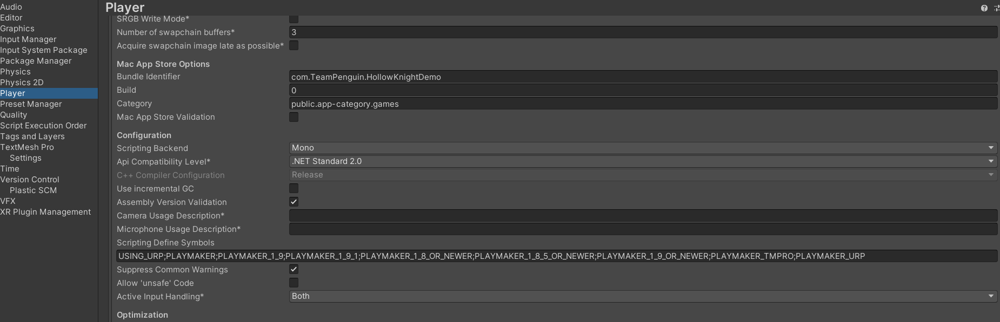 Audio
Editor
Graphics
Input Manager
Input System Package
Package Manager
Physics
Physics 2D
Player
Preset Manager
Quality
Script Execution Order
Tags and Layers
TextMesh Pro
Settings
Time
Version Control
Plastic SCM
VFX
XR Plugin Management
Player
SRGB Write Mode*
Number of swapchain buffers* 3
Acquire swapchain image late as possible*
Mac App Store Options
Bundle Identifier com.TeamPenguin.HollowKnightDemo
Build 0
Category public.app-category.games
Mac App Store Validation
Configuration
Scripting Backend Mono
Api Compatibility Level* .NET Standard 2.0
C++ Compiler Configuration Release
Use incremental GC
Assembly Version Validation
Camera Usage Description*
Microphone Usage Description*
Scripting Define Symbols
USING_URP;PLAYMAKER;PLAYMAKER_1_9;PLAYMAKER_1_9_1;PLAYMAKER_1_8_OR_NEWER;PLAYMAKER_1_8_5_OR_NEWER;PLAYMAKER_1_9_OR_NEWER;PLAYMAKER_TMPRO;PLAYMAKER_URP
Suppress Common Warnings
Allow 'unsafe' Code
Active Input Handling* Both
Optimization